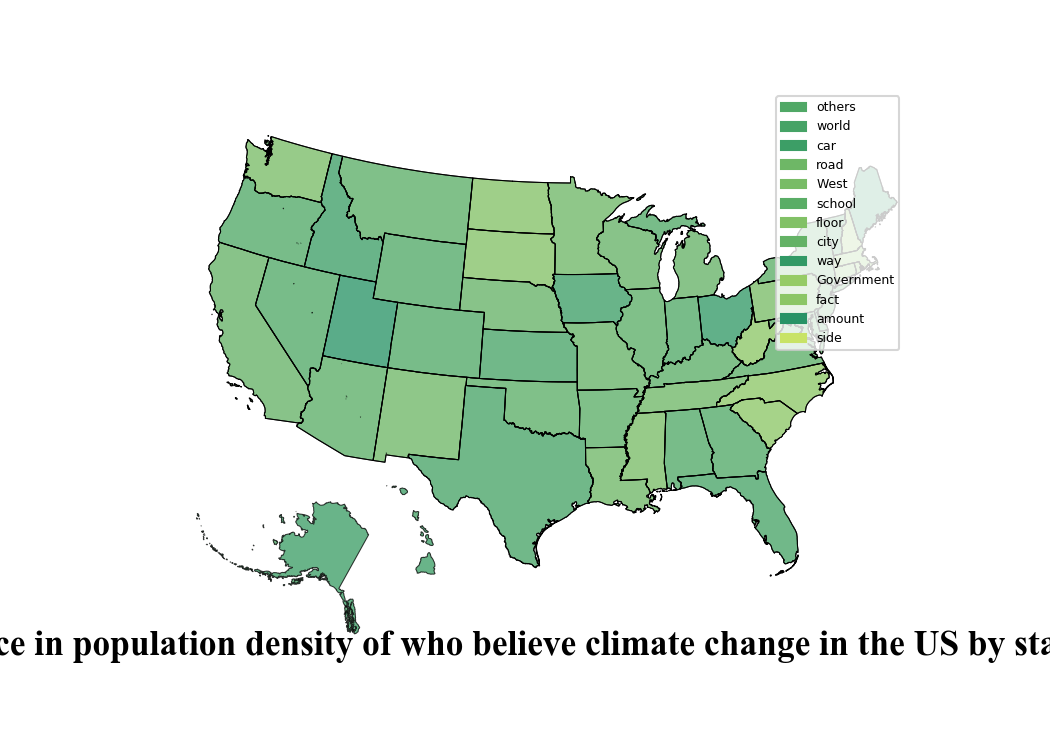 others
world
car
road
West
school
floor
city
way
Government
fact
amount
side
ce in population density of who believe climate change in the US by sta